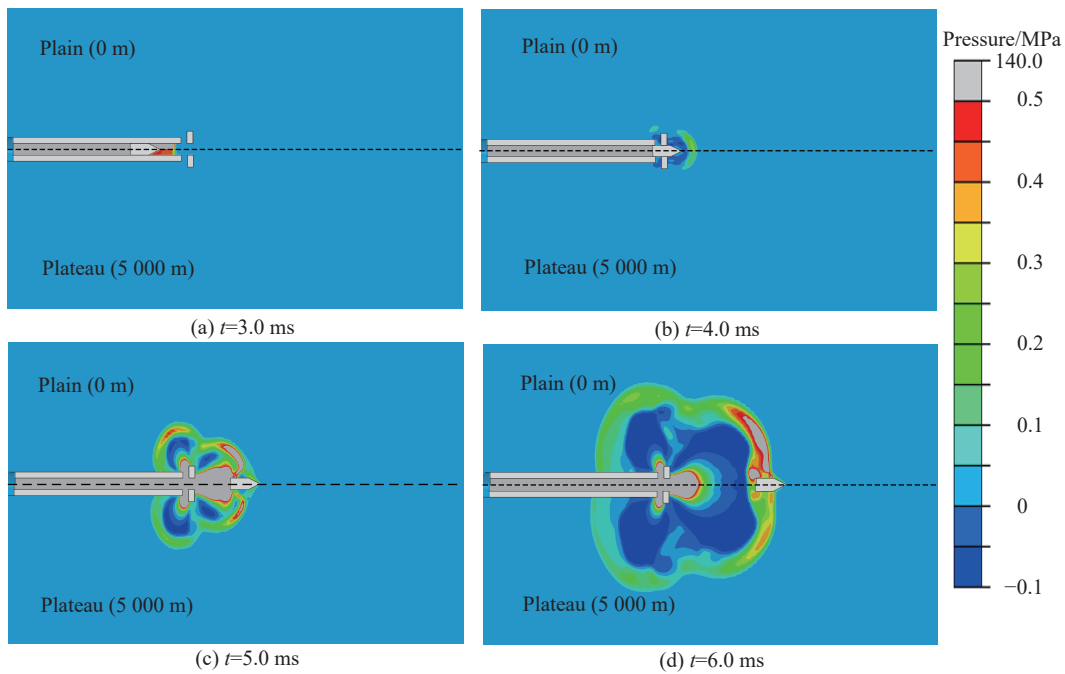 Plain (0 m)
Plateau (5 000 m)
(a) t=3.0 ms
Plain (0 m)
Plateau (5 000 m)
(b) t=4.0 ms
Plain (0 m)
Plateau (5 000 m)
(c) t=5.0 ms
Plain (0 m)
Plateau (5 000 m)
(d) t=6.0 ms
Pressure/MPa
140.0
0.5
0.4
0.3
0.2
0.1
0
−0.1